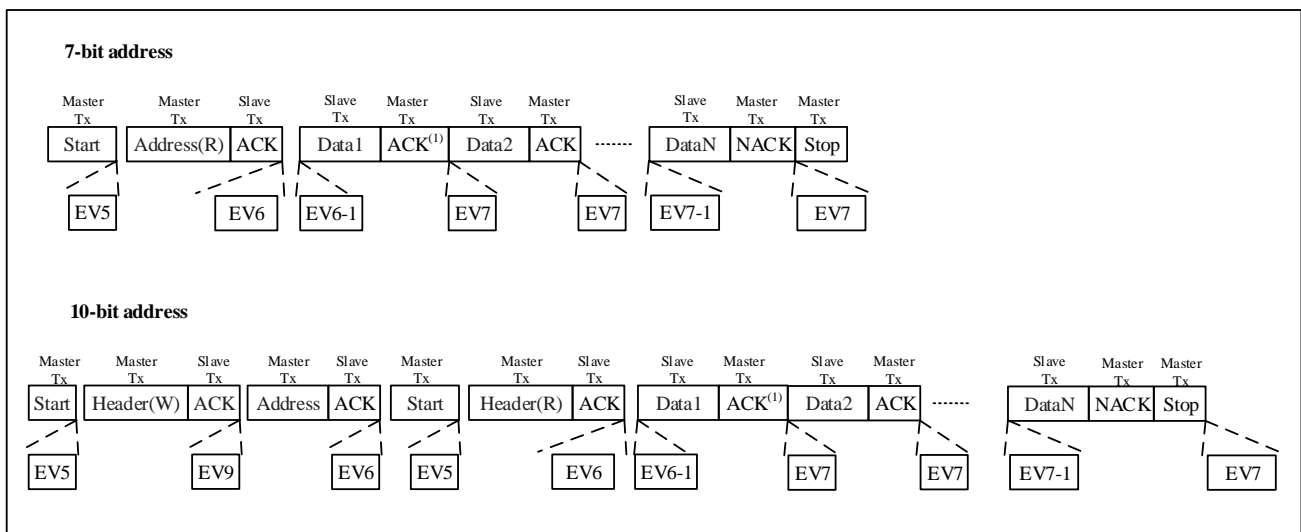 7-bit address
Master Tx Master Tx Slave Tx Slave Tx Master Tx Slave Tx Master Tx Slave Tx Master Tx Master Tx
Start Address(R) ACK Data1 ACK(1) Data2 ACK ........ DataN NACK Stop
EV5 EV6 EV6-1 EV7 EV7 EV7-1 EV7
10-bit address
Master Tx Master Tx Slave Tx Master Tx Slave Tx Master Tx Master Tx Slave Tx Slave Tx Master Tx Slave Tx Master Tx Slave Tx Master Tx Master Tx
Start Header(W) ACK Address ACK Start Header(R) ACK Data1 ACK(1) Data2 ACK ........ DataN NACK Stop
EV5 EV9 EV6 EV5 EV6 EV6-1 EV7 EV7 EV7-1 EV7